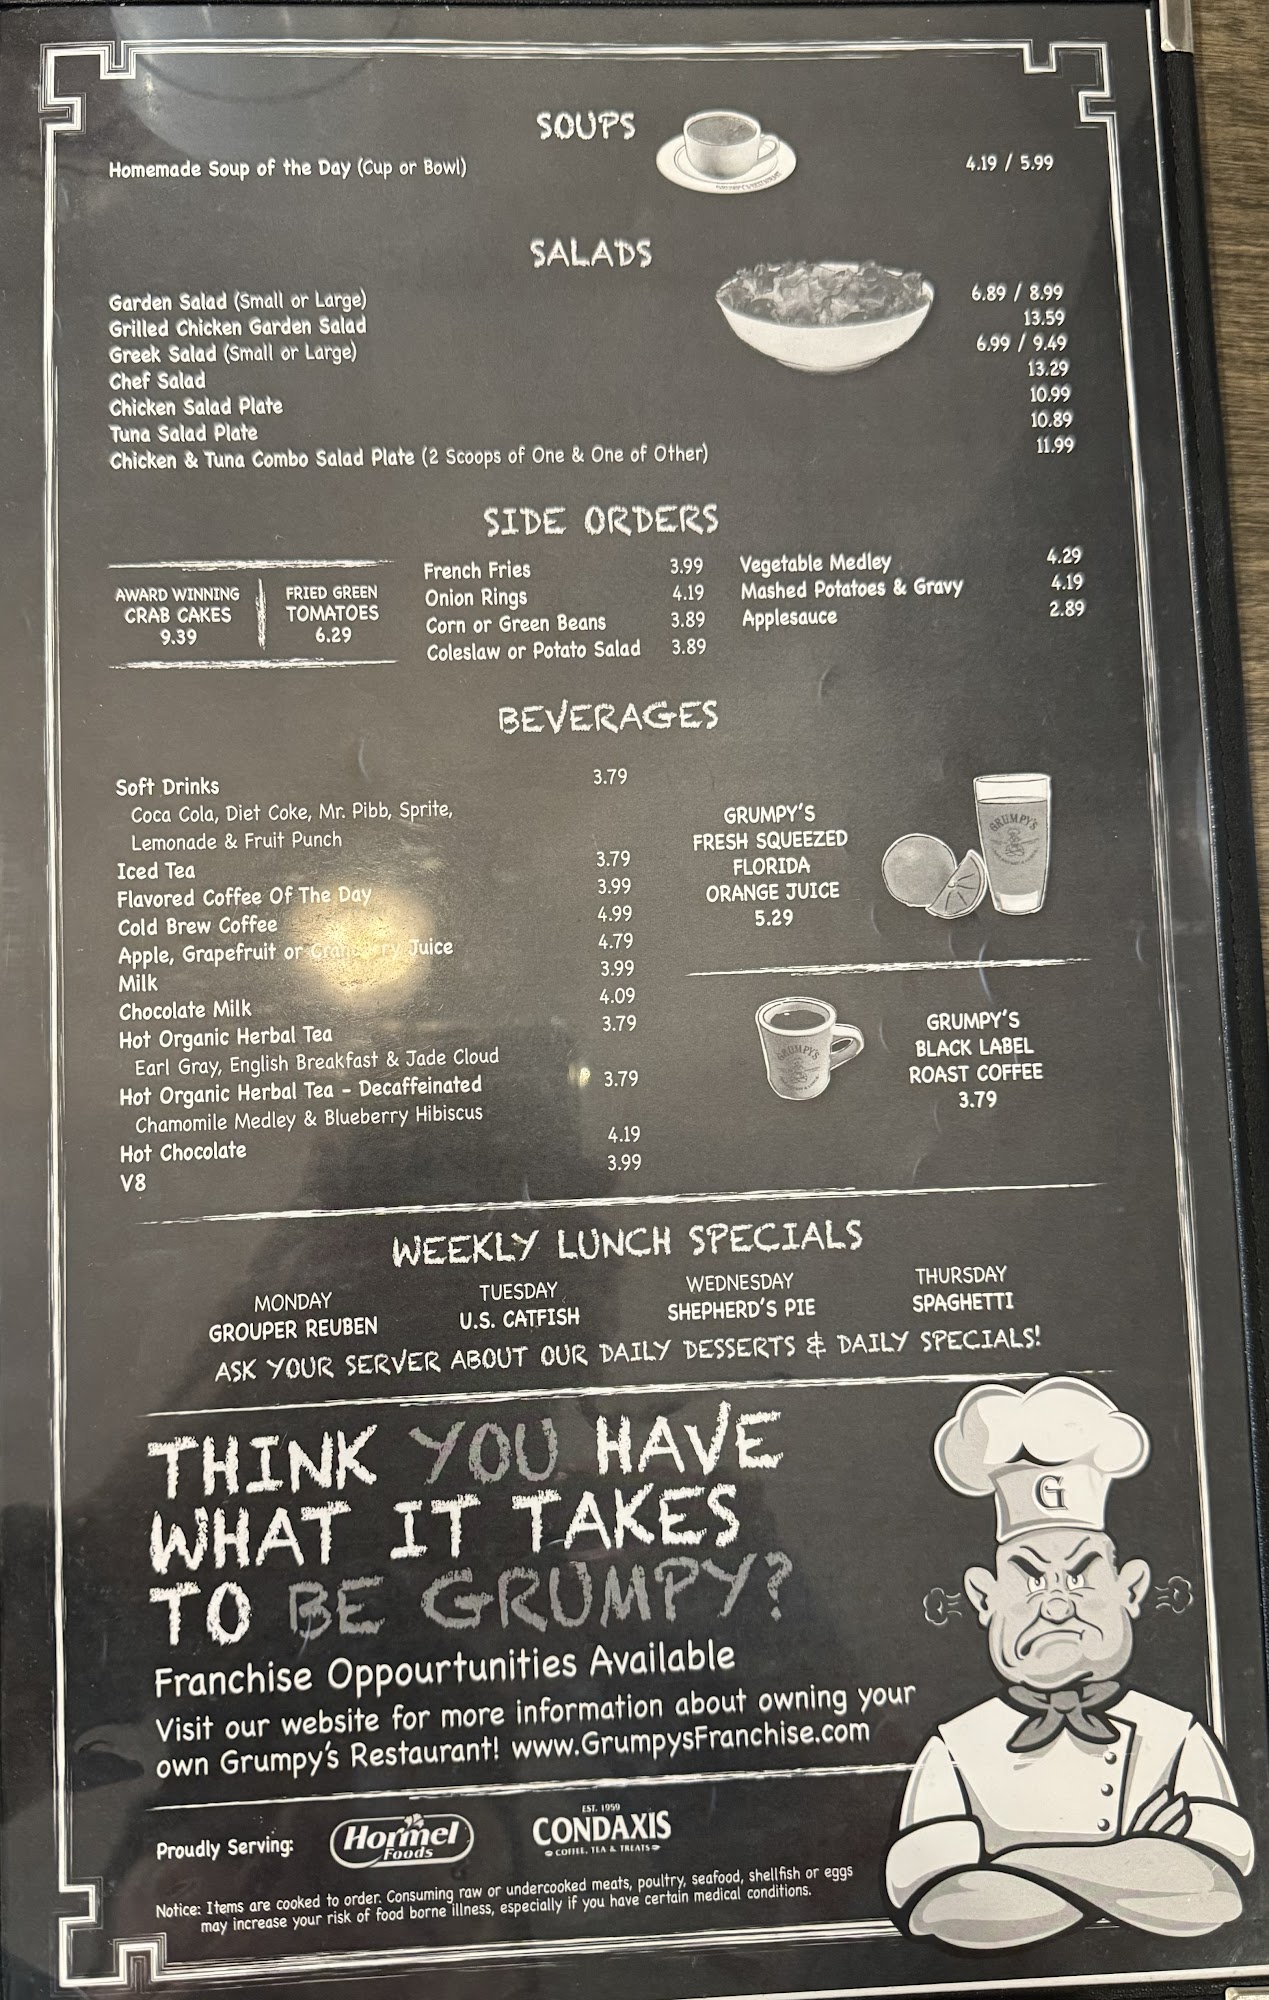 SOUPS
Homemade Soup of the Day (Cup or Bowl) 4.19 / 5.99
SALADS
Garden Salad (Small or Large) 6.89 / 8.99
Grilled Chicken Garden Salad 13.59
Greek Salad (Small or Large) 6.99 / 9.49
Chef Salad 13.29
Chicken Salad Plate 10.99
Tuna Salad Plate 10.89
Chicken & Tuna Combo Salad Plate (2 Scoops of One & One of Other) 11.99
SIDE ORDERS
AWARD WINNING
CRAB CAKES
9.39
FRIED GREEN
TOMATOES
6.29
French Fries 3.99
Onion Rings 4.19
Corn or Green Beans 3.89
Coleslaw or Potato Salad 3.89
Vegetable Medley 4.29
Mashed Potatoes & Gravy 4.19
Applesauce 2.89
BEVERAGES
Soft Drinks 3.79
Coca Cola, Diet Coke, Mr. Pibb, Sprite,
Lemonade & Fruit Punch
Iced Tea 3.79
Flavored Coffee Of The Day 3.99
Cold Brew Coffee 4.99
Apple, Grapefruit or Cranberry Juice 4.79
Milk 3.99
Chocolate Milk 4.09
Hot Organic Herbal Tea 3.79
Earl Gray, English Breakfast & Jade Cloud
Hot Organic Herbal Tea - Decaffeinated 3.79
Chamomile Medley & Blueberry Hibiscus
Hot Chocolate 4.19
V8 3.99
GRUMPY'S
FRESH SQUEEZED
FLORIDA
ORANGE JUICE
5.29
GRUMPY'S
GRUMPY'S
GRUMPY'S
BLACK LABEL
ROAST COFFEE
3.79
WEEKLY LUNCH SPECIALS
MONDAY
GROUPER REUBEN
TUESDAY
U.S. CATFISH
WEDNESDAY
SHEPHERD'S PIE
THURSDAY
SPAGHETTI
ASK YOUR SERVER ABOUT OUR DAILY DESSERTS & DAILY SPECIALS!
THINK YOU HAVE
WHAT IT TAKES
TO BE GRUMPY?
G
Franchise Oppourtunities Available
Visit our website for more information about owning your
own Grumpy's Restaurant! www.GrumpysFranchise.com
Proudly Serving:
Hormel
Foods
EST. 1959
CONDAXIS
COFFEE, TEA & TREATS
Notice: Items are cooked to order. Consuming raw or undercooked meats, poultry, seafood, shellfish or eggs
may increase your risk of food borne illness, especially if you have certain medical conditions.